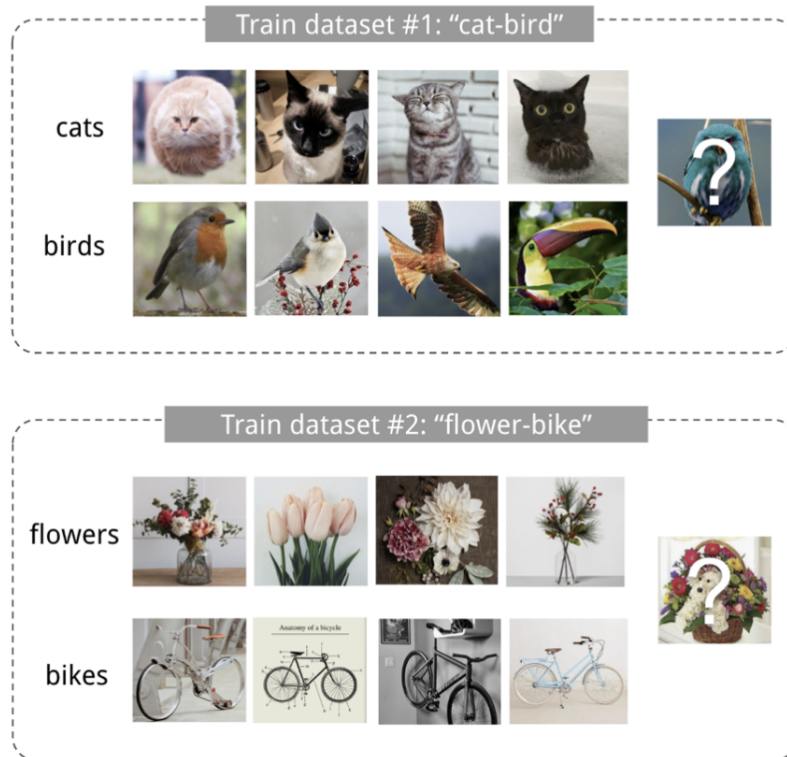 Train dataset #1: “cat-bird”
cats
?
birds
Train dataset #2: “flower-bike”
flowers
?
Anatomy of a bicycle
bikes